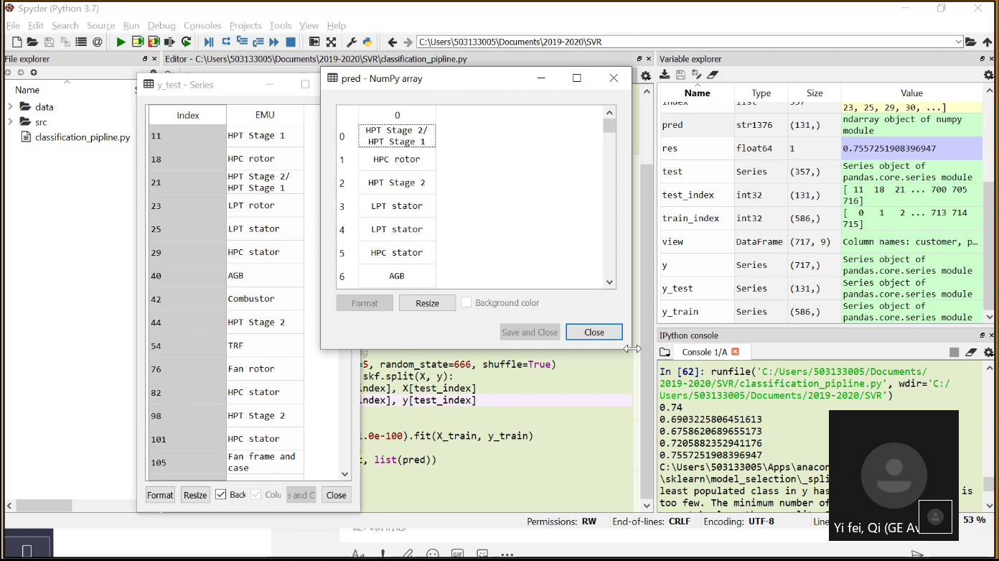 Spyder (Python 3.7)
File Edit Search Source Run Debug Consoles Projects Tools View Help
C:\Users\503133005\Documents\2019-2020\SVR
File explorer
Editor - C:\Users\503133005\Documents\2019-2020\SVR\classification_pipline.py
Variable explorer
Name
data
src
classification_pipline.py
y_test - Series
Index EMU
11 HPT Stage 1
18 HPC rotor
21 HPT Stage 2/
HPT Stage 1
23 LPT rotor
25 LPT stator
29 HPC stator
40 AGB
42 Combustor
44 HPT Stage 2
54 TRF
76 Fan rotor
82 HPC stator
98 HPT Stage 2
101 HPC stator
105 Fan frame and
case
Format Resize Back Colu e and C Close
pred - NumPy array
0
0 HPT Stage 2/
HPT Stage 1
1 HPC rotor
2 HPT Stage 2
3 LPT stator
4 LPT stator
5 HPC stator
6 AGB
Format Resize Background color
Save and Close Close
=5, random_state=666, shuffle=True)
skf.split(X, y):
index], X[test_index]
index], y[test_index]
1.0e-100).fit(X_train, y_train)
, list(pred))
Name Type Size Value
23, 25, 29, 30, ...]
pred str1376 (131,) ndarray object of numpy
module
res float64 1 0.7557251908396947
test Series (357,) Series object of
pandas.core.series module
test_index int32 (131,) [ 11 18 21 ... 700 705
716]
train_index int32 (586,) [ 0 1 2 ... 713 714
715]
view DataFrame (717, 9) Column names: customer, p…
y Series (717,) Series object of
pandas.core.series module
y_test Series (131,) Series object of
pandas.core.series module
y_train Series (586,) Series object of
pandas.core.series module
IPython console
Console 1/A
In [62]: runfile('C:/Users/503133005/Documents/
2019-2020/SVR/classification_pipline.py', wdir='C:/
Users/503133005/Documents/2019-2020/SVR')
0.74
0.6903225806451613
0.6758620689655173
0.7205882352941176
0.7557251908396947
C:\Users\503133005\Apps\anacon
\sklearn\model_selection\_spli
least populated class in y has is
too few. The minimum number of
Yi fei, Qi (GE Av
Permissions: RW End-of-lines: CRLF Encoding: UTF-8 Line 53 %
GIF